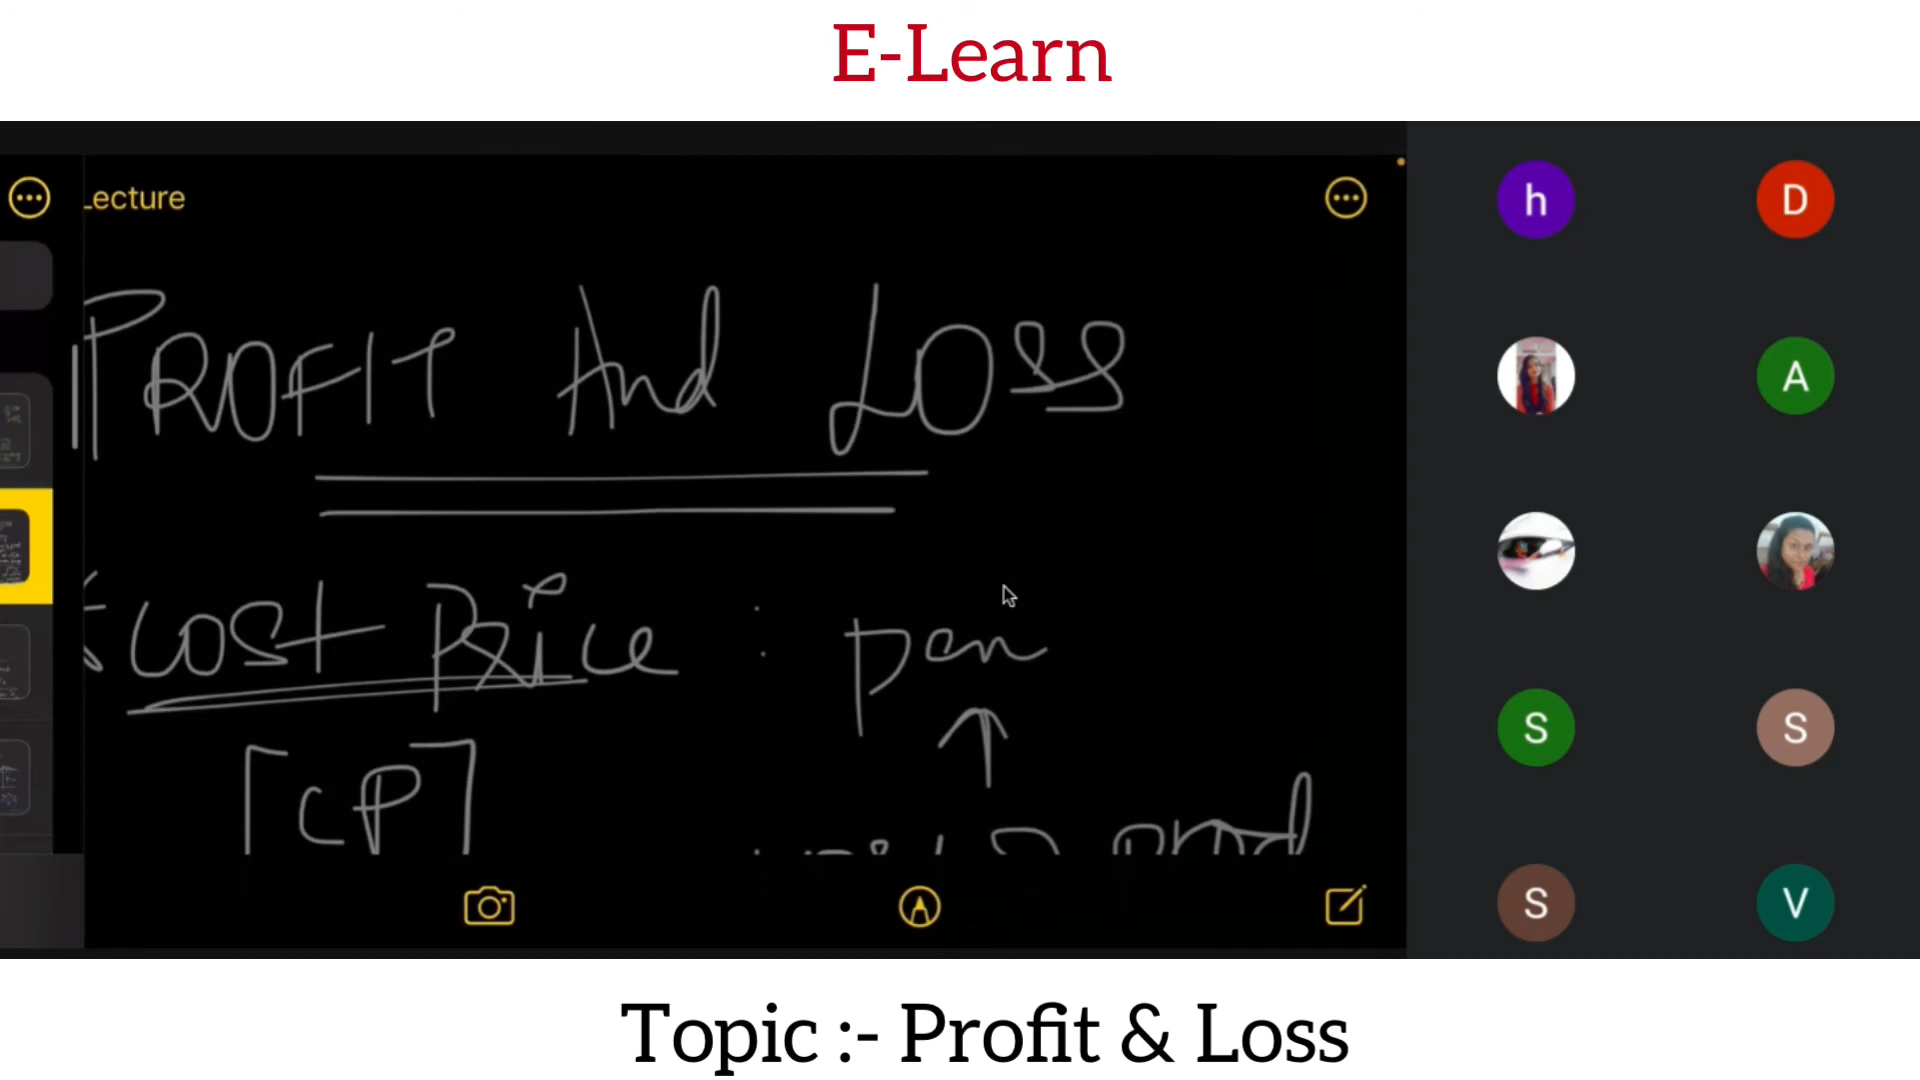 E-Learn
Lecture
PROFIT And LOSS
Cost Price : pen
[CP]
h
D
A
S
S
S
V
Topic :- Profit & Loss